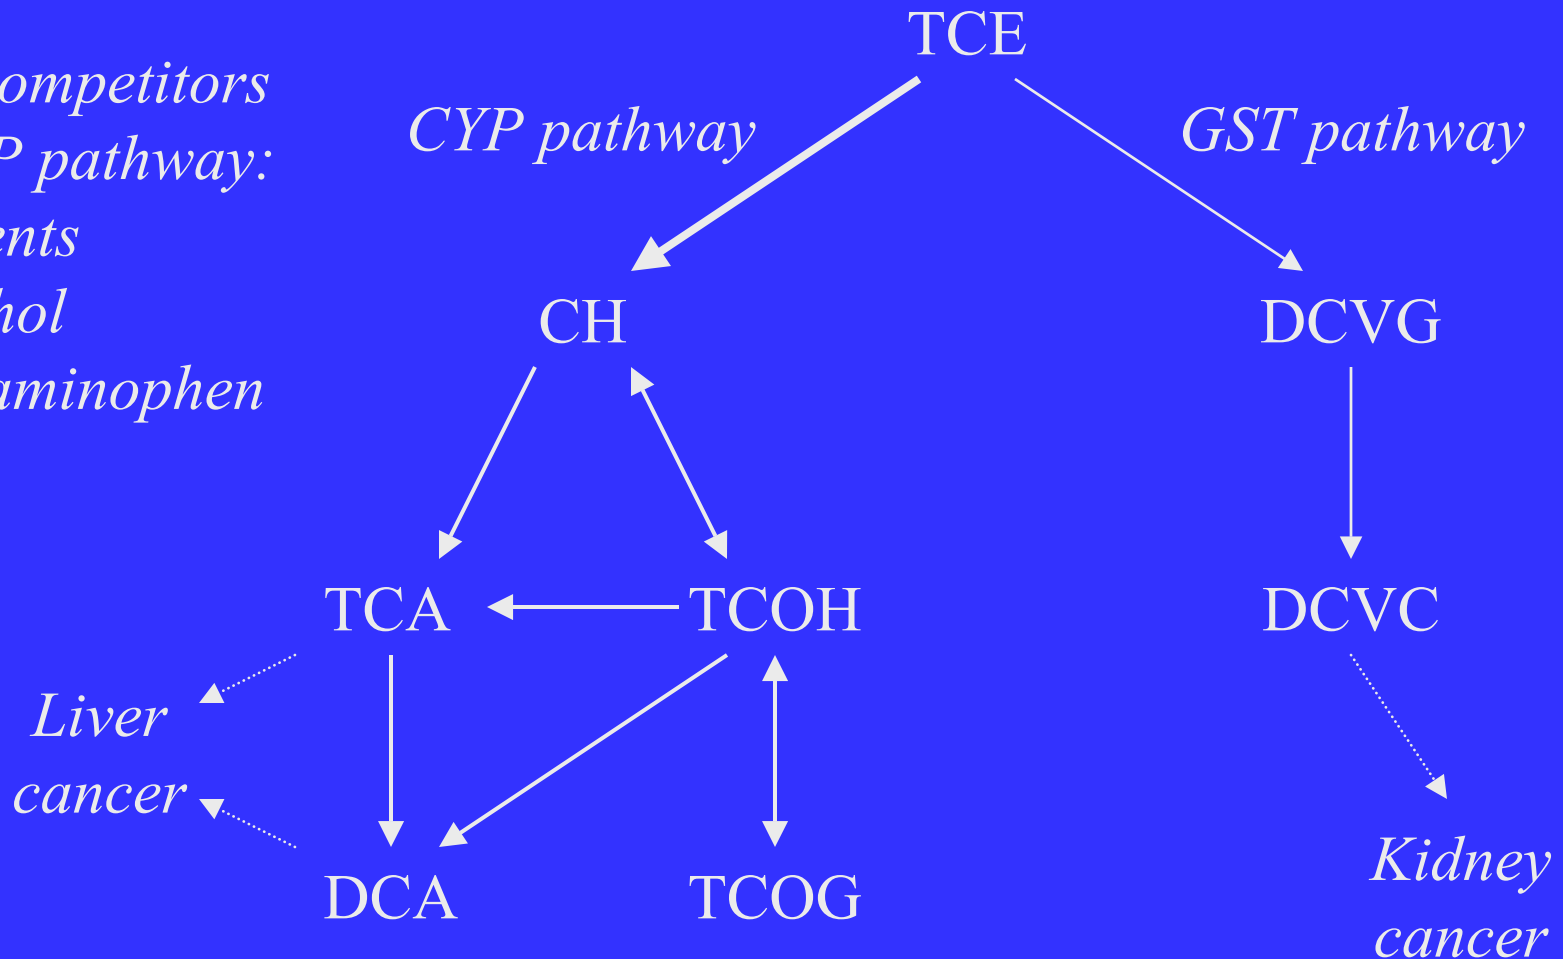 TCE
ompetitors
P pathway:
ents
hol
aminophen
CYP pathway
GST pathway
CH
DCVG
TCA
TCOH
DCVC
Liver
cancer
DCA
TCOG
Kidney
cancer